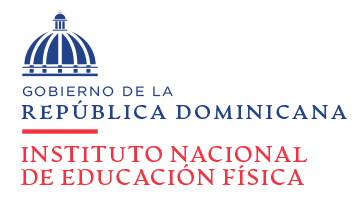 GOBIERNO DE LA
REPÚBLICA DOMINICANA
INSTITUTO NACIONAL
DE EDUCACIÓN FÍSICA